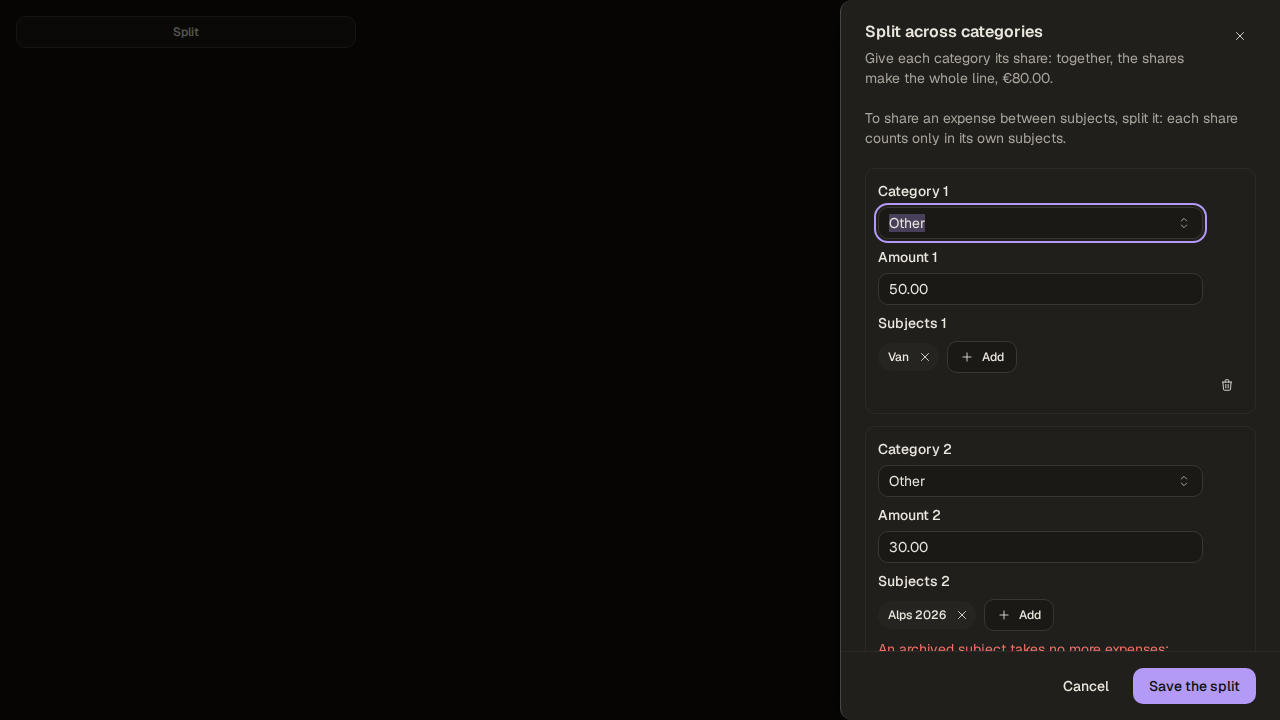 Split
Split across categories
Give each category its share: together, the shares
make the whole line, €80.00.
To share an expense between subjects, split it: each share
counts only in its own subjects.
Category 1
Other
Amount 1
50.00
Subjects 1
Van
Add
Category 2
Other
Amount 2
30.00
Subjects 2
Alps 2026
Add
An archived subject takes no more expenses:
Cancel
Save the split